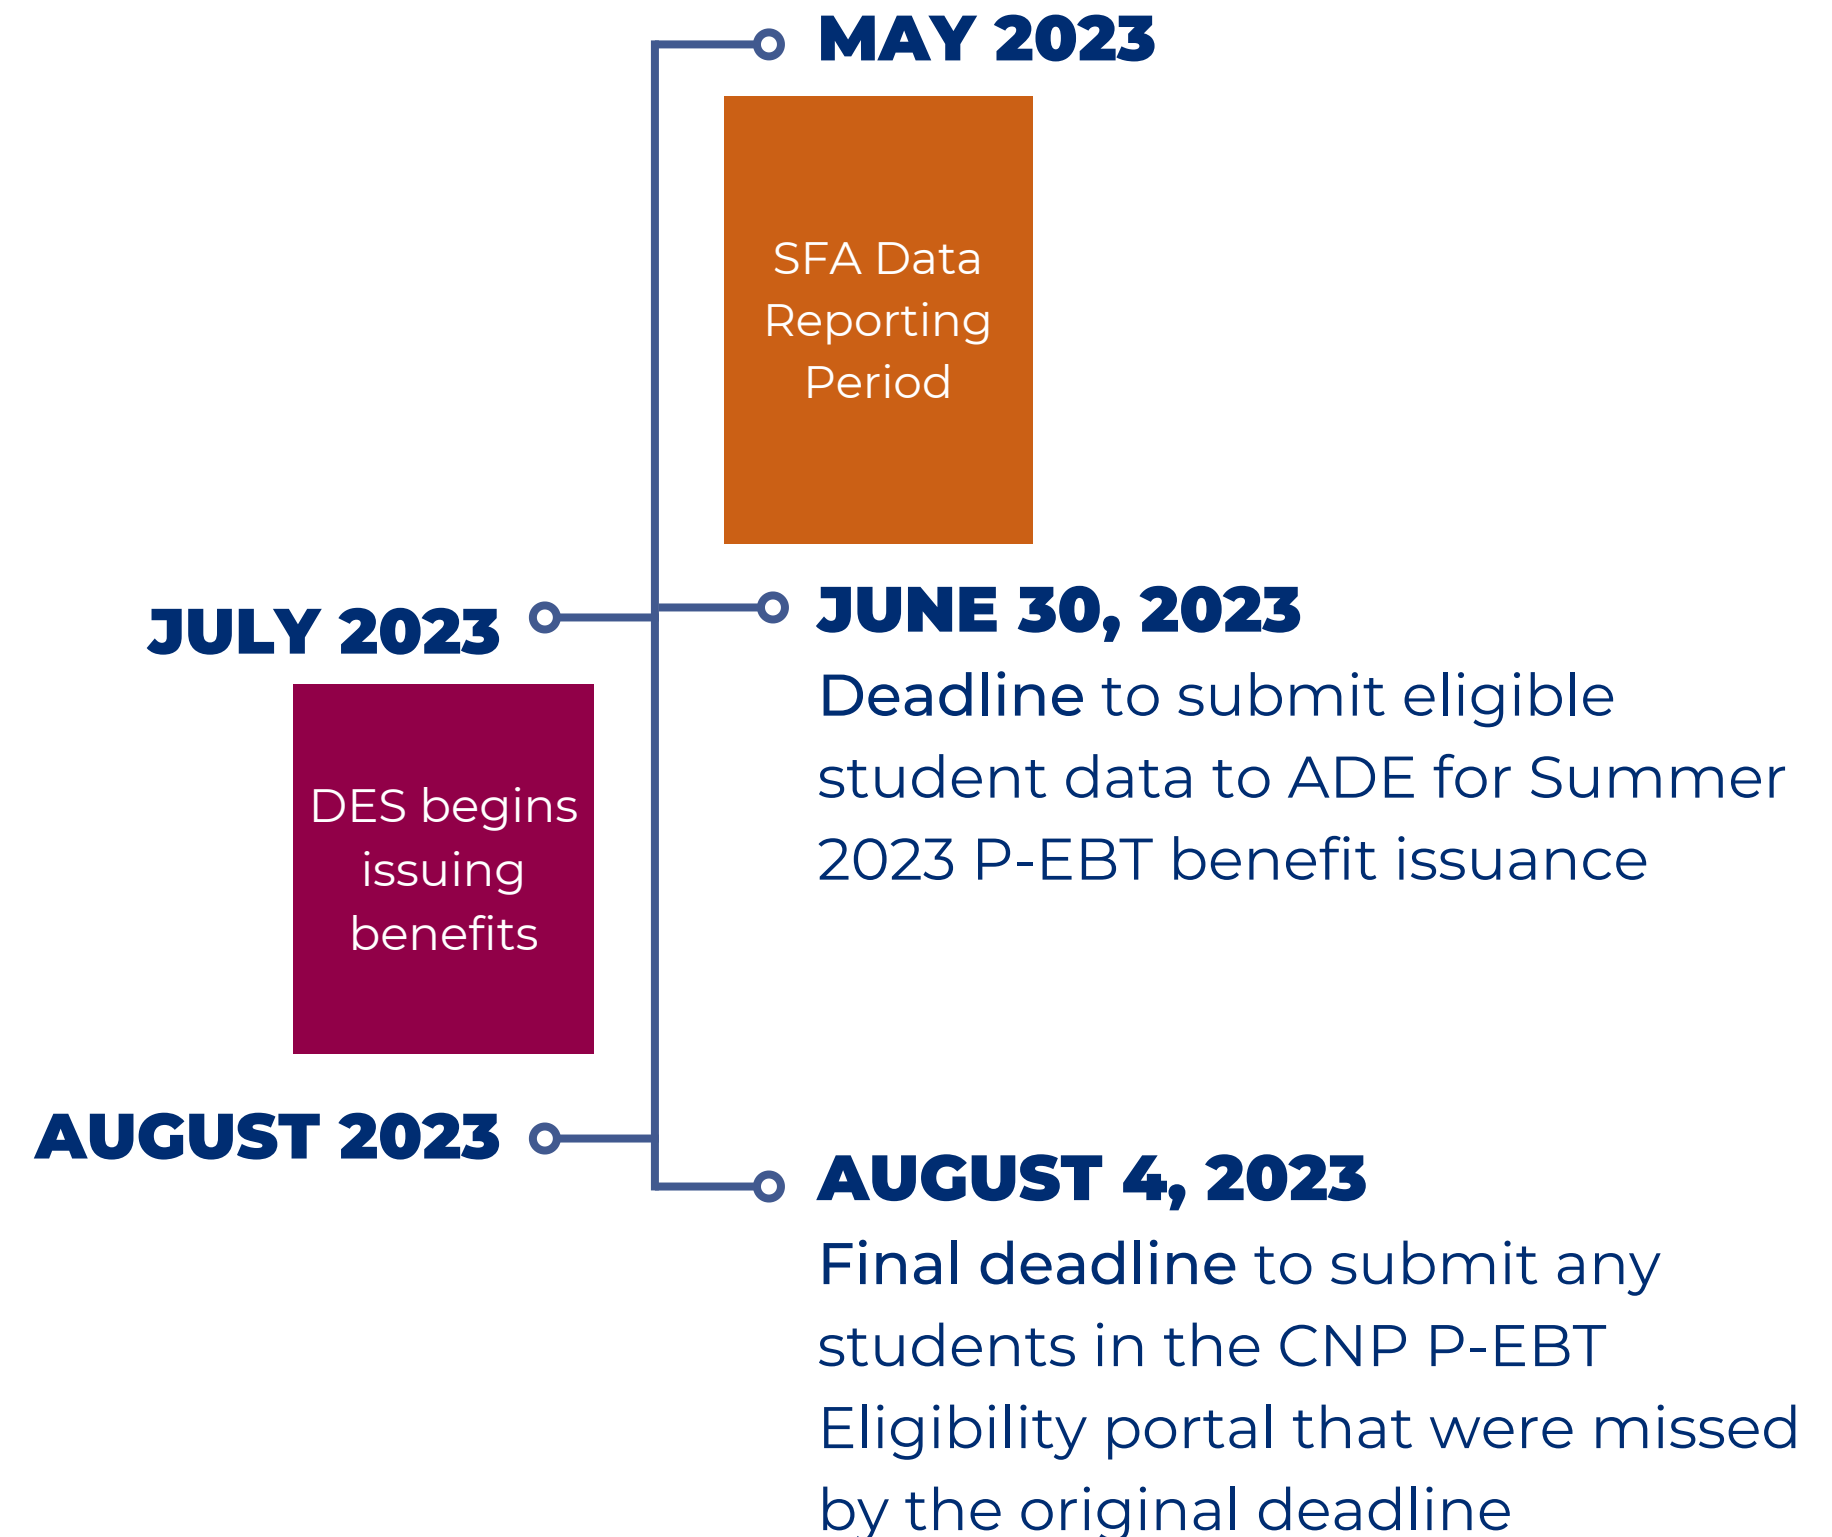 MAY 2023
SFA Data
Reporting
Period
JUNE 30, 2023
Deadline to submit eligible
student data to ADE for Summer
2023 P-EBT benefit issuance
JULY 2023
DES begins
issuing
benefits
AUGUST 2023
AUGUST 4, 2023
Final deadline to submit any
students in the CNP P-EBT
Eligibility portal that were missed
by the original deadline